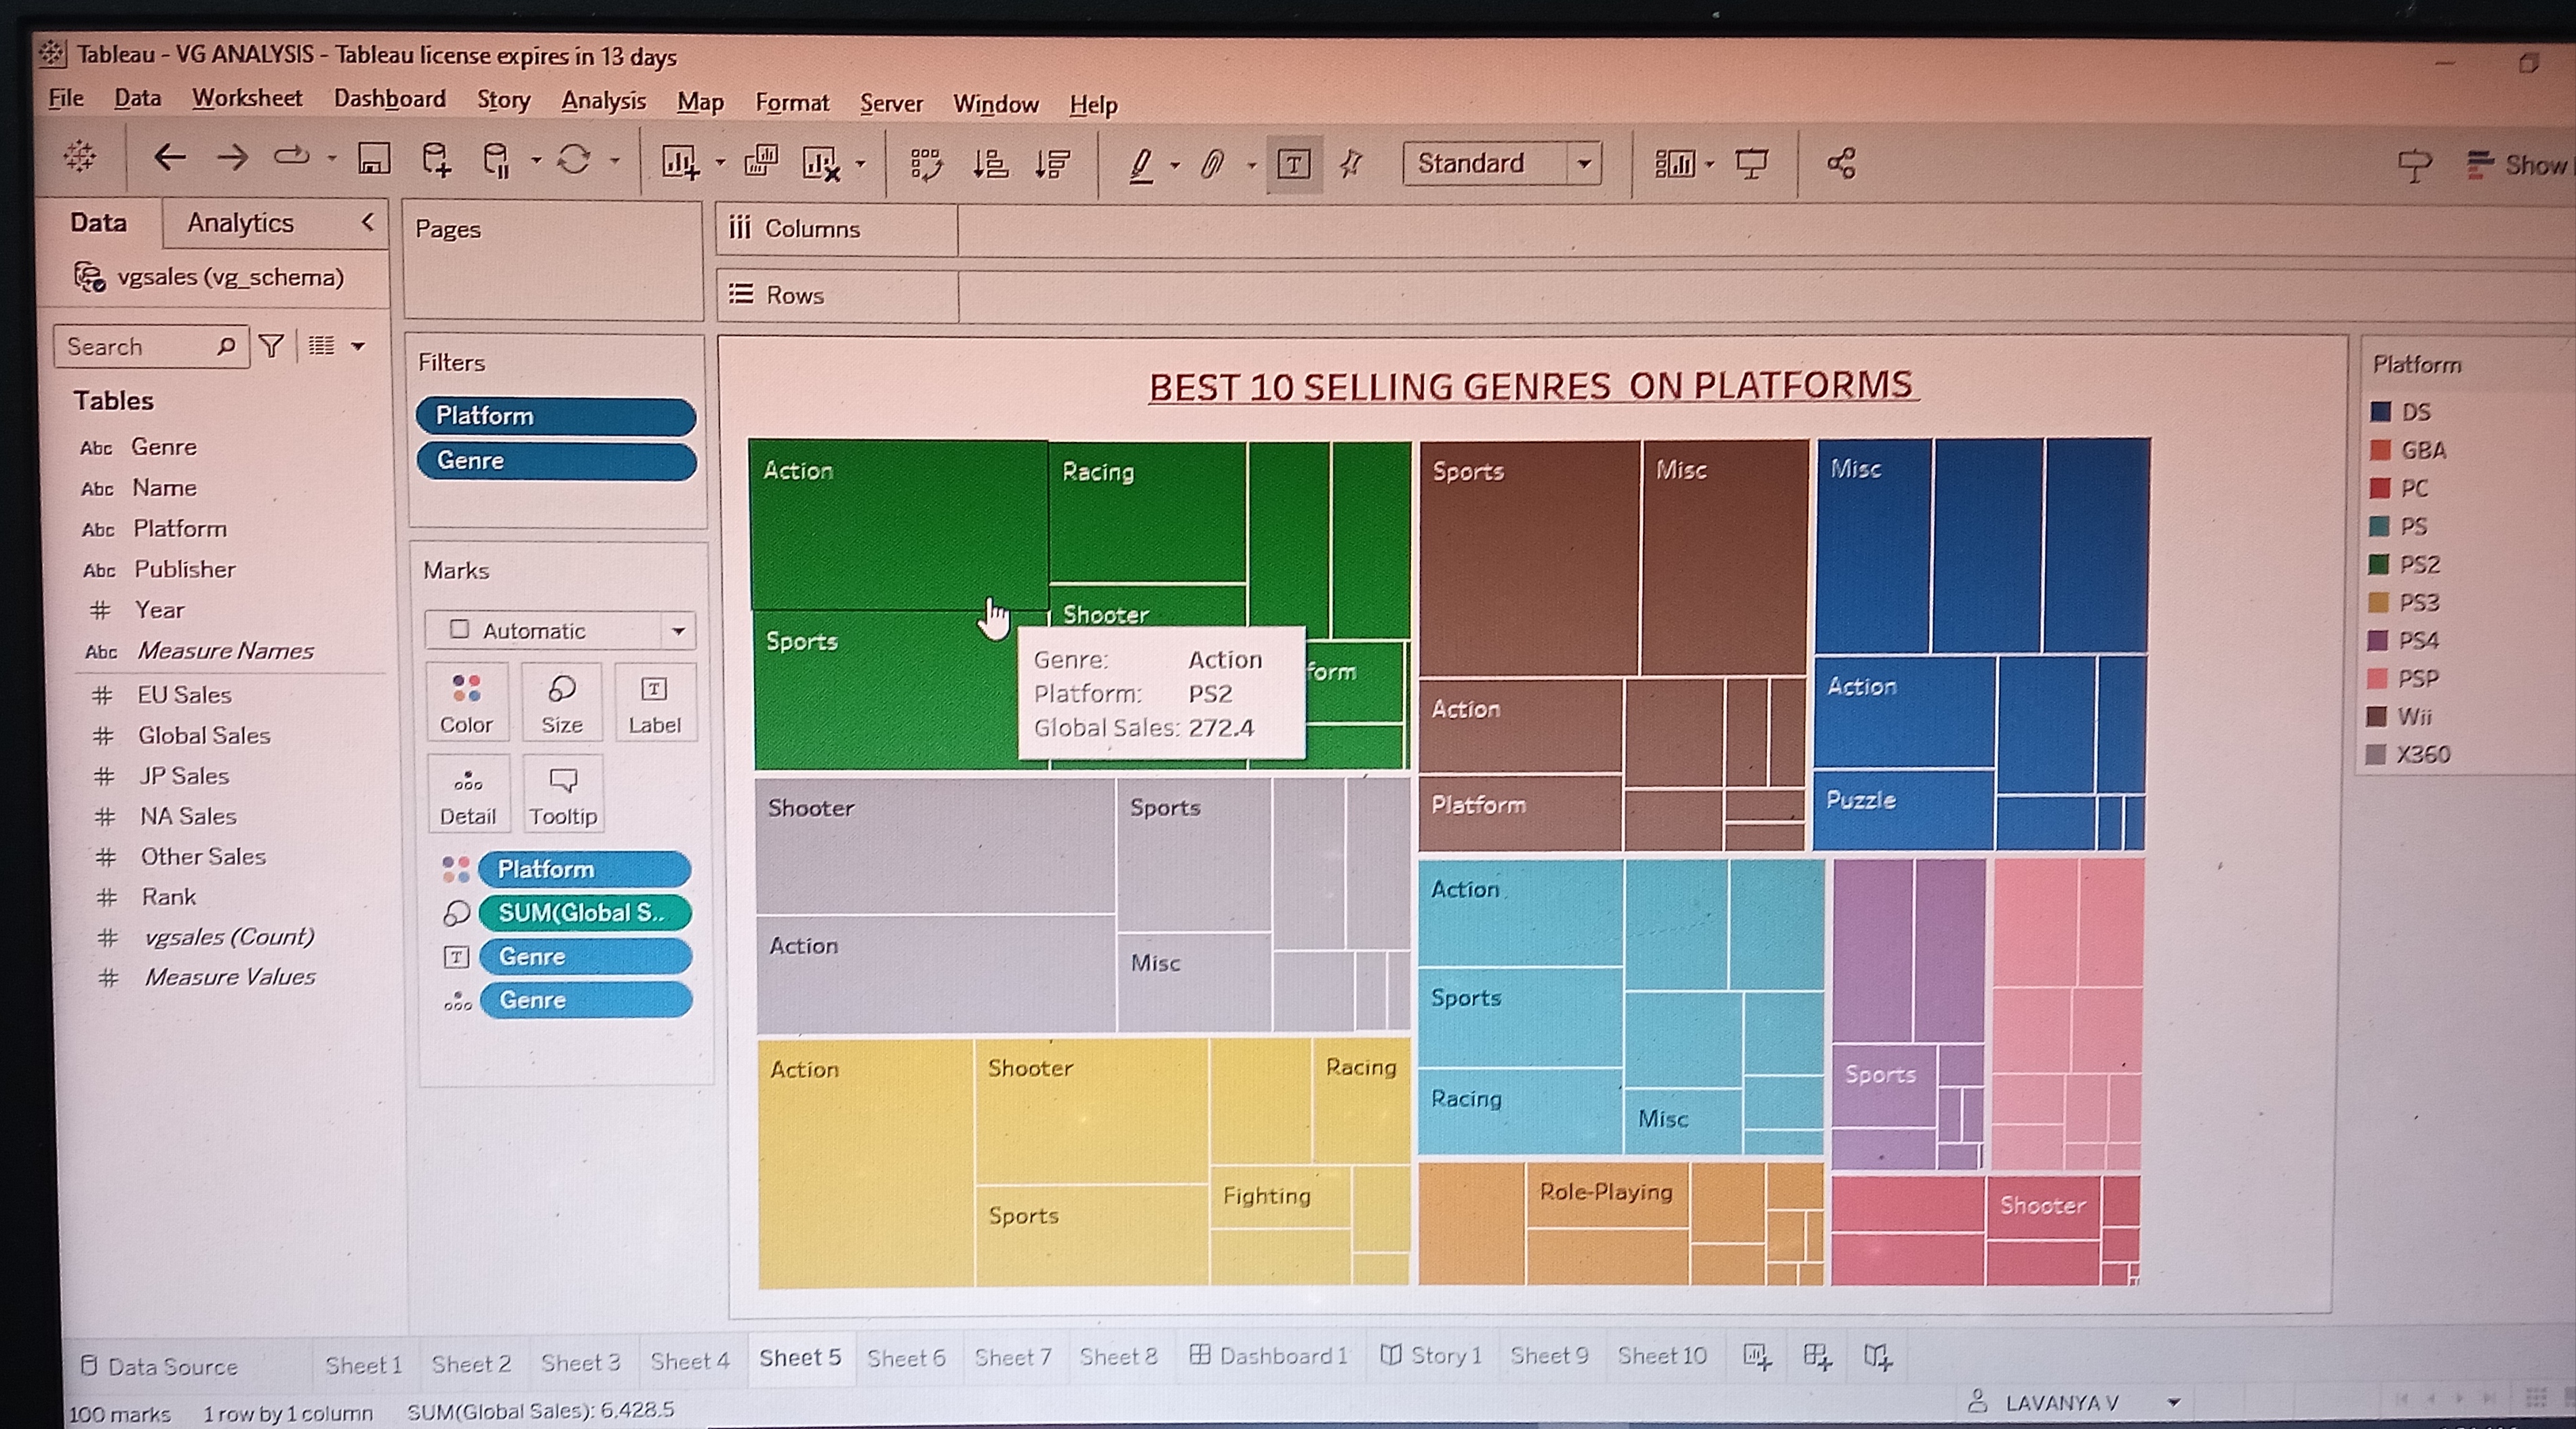 Tableau - VG ANALYSIS - Tableau license expires in 13 days
File Data Worksheet Dashboard Story Analysis Map Format Server Window Help
Standard
Show
Data Analytics
vgsales (vg_schema)
Search
Tables
Abc Genre
Abc Name
Abc Platform
Abc Publisher
# Year
Abc Measure Names
# EU Sales
# Global Sales
# JP Sales
# NA Sales
# Other Sales
# Rank
# vgsales (Count)
# Measure Values
Pages
Filters
Platform
Genre
Marks
Automatic
Color Size Label
Detail Tooltip
Platform
SUM(Global S..
Genre
Genre
Columns
Rows
BEST 10 SELLING GENRES ON PLATFORMS
Action
Racing
Shooter
Sports
form
Genre: Action
Platform: PS2
Global Sales: 272.4
Sports
Misc
Action
Platform
Misc
Action
Puzzle
Shooter
Sports
Action
Misc
Action
Sports
Racing
Misc
Sports
Action
Shooter
Racing
Sports
Fighting
Role-Playing
Shooter
Platform
DS
GBA
PC
PS
PS2
PS3
PS4
PSP
Wii
X360
Data Source Sheet 1 Sheet 2 Sheet 3 Sheet 4 Sheet 5 Sheet 6 Sheet 7 Sheet 8 Dashboard 1 Story 1 Sheet 9 Sheet 10
100 marks 1 row by 1 column SUM(Global Sales): 6,428.5
LAVANYA V